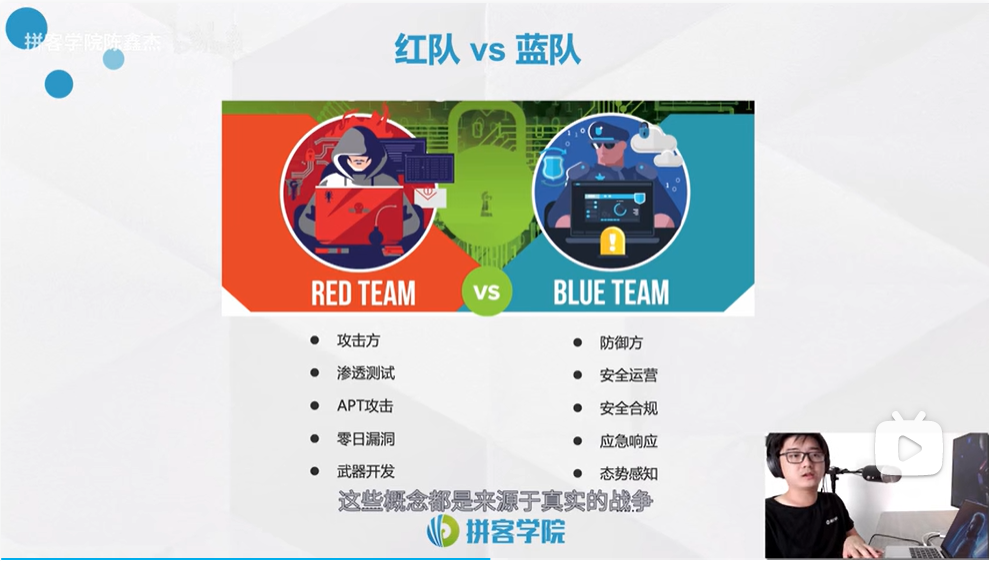 拼客学院陈鑫杰
红队 vs 蓝队
RED TEAM
VS
BLUE TEAM
攻击方
渗透测试
APT攻击
零日漏洞
武器开发
防御方
安全运营
安全合规
应急响应
态势感知
这些概念都是来源于真实的战争
拼客学院